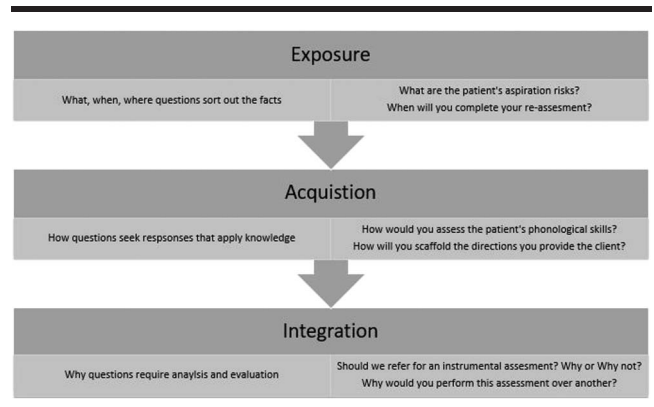 Exposure
What, when, where questions sort out the facts
What are the patient's aspiration risks?
When will you complete your re-assesment?
Acquistion
How questions seek respsonses that apply knowledge
How would you assess the patient's phonological skills?
How will you scaffold the directions you provide the client?
Integration
Why questions require anaylsis and evaluation
Should we refer for an instrumental assesment? Why or Why not?
Why would you perform this assessment over another?